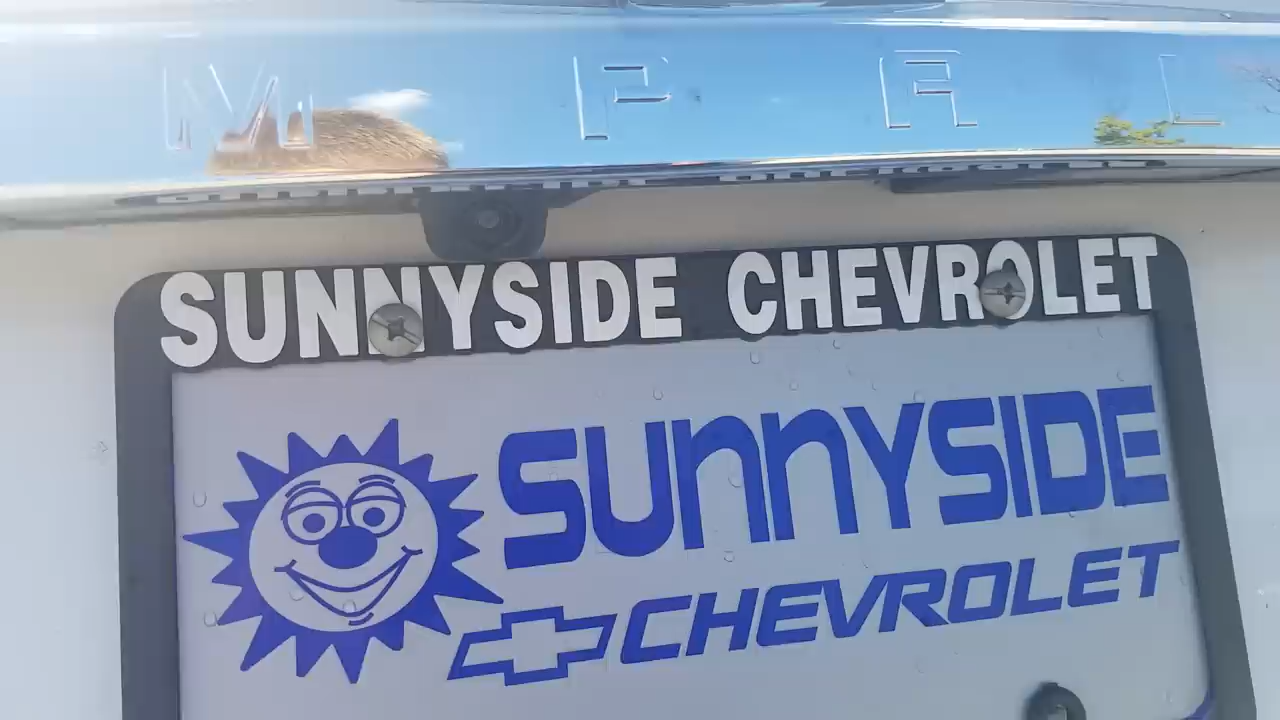 M P R L
SUNNYSIDE CHEVROLET
SUNNYSIDE
CHEVROLET